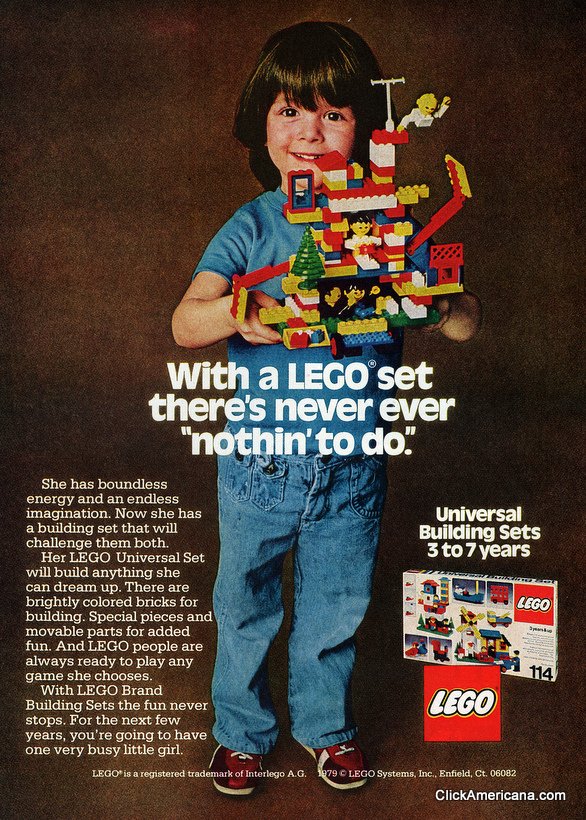 With a LEGO® set
there's never ever
"nothin' to do."
She has boundless
energy and an endless
imagination. Now she has
a building set that will
challenge them both.
Her LEGO Universal Set
will build anything she
can dream up. There are
brightly colored bricks for
building. Special pieces and
movable parts for added
fun. And LEGO people are
always ready to play any
game she chooses.
With LEGO Brand
Building Sets the fun never
stops. For the next few
years, you're going to have
one very busy little girl.
Universal
Building Sets
3 to 7 years
Universal Building Set
LEGO
3 years & up
114
LEGO
LEGO® is a registered trademark of Interlego A.G. 1979 © LEGO Systems, Inc., Enfield, Ct. 06082
ClickAmericana.com